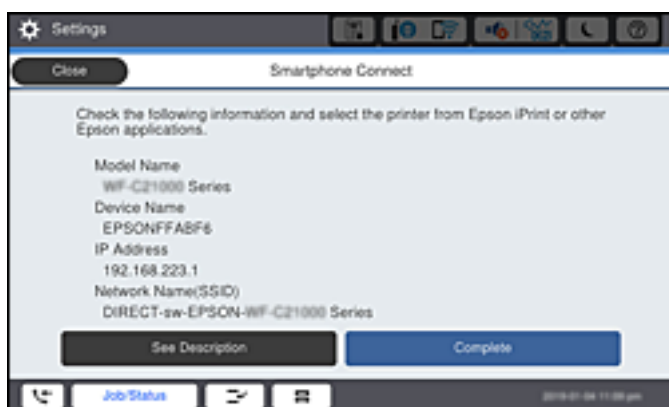 Settings
Close
Smartphone Connect
Check the following information and select the printer from Epson iPrint or other
Epson applications.
Model Name
WF-C21000 Series
Device Name
EPSONFFABF6
IP Address
192.168.223.1
Network Name(SSID)
DIRECT-sw-EPSON-WF-C21000 Series
See Description
Complete
Job/Status